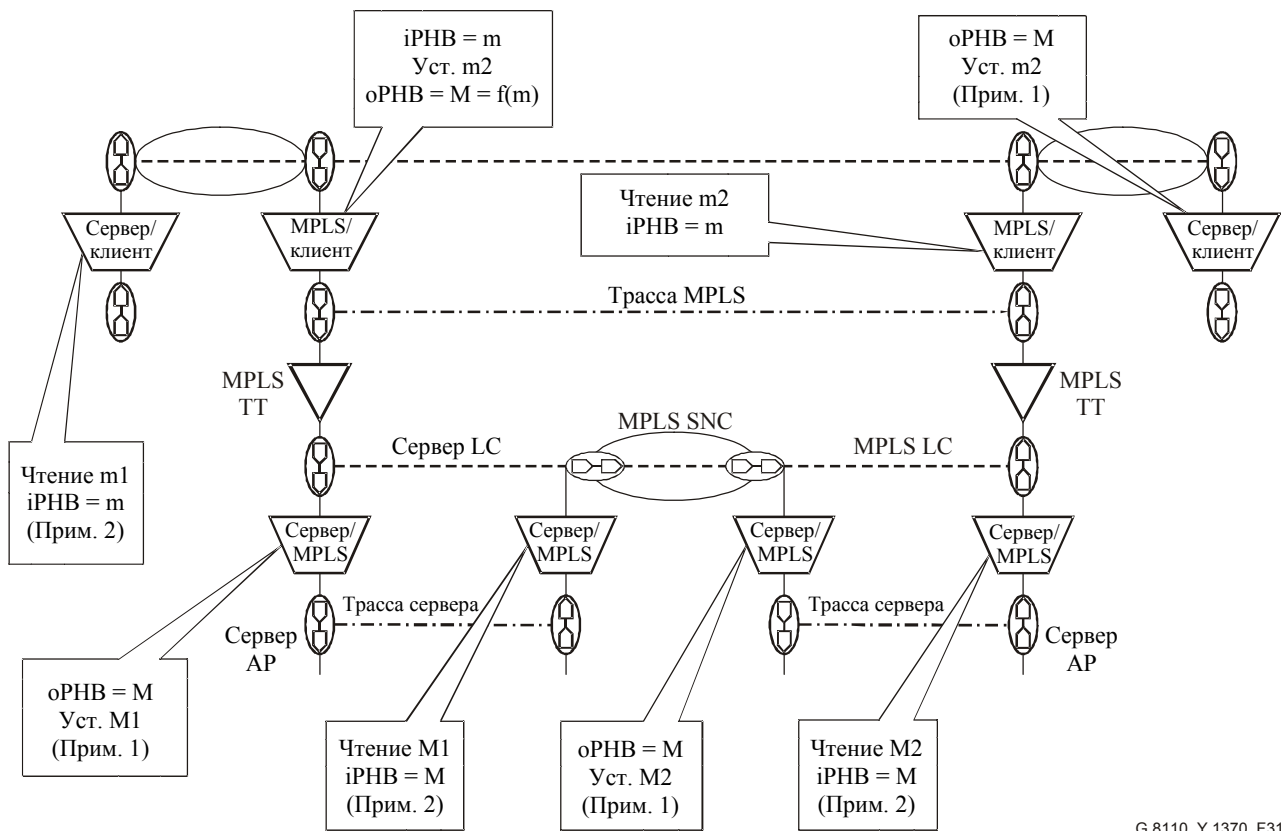 iPHB = m
Уст. m2
oPHB = M = f(m)
oPHB = M
Уст. m2
(Прим. 1)
Чтение m2
iPHB = m
Сервер/
клиент
MPLS/
клиент
MPLS/
клиент
Сервер/
клиент
Трасса MPLS
MPLS
TT
MPLS
TT
MPLS SNC
Сервер LC
MPLS LC
Чтение m1
iPHB = m
(Прим. 2)
Сервер/
MPLS
Сервер/
MPLS
Сервер/
MPLS
Сервер/
MPLS
Трасса сервера
Трасса сервера
Сервер
AP
Сервер
AP
oPHB = M
Уст. M1
(Прим. 1)
Чтение M1
iPHB = M
(Прим. 2)
oPHB = M
Уст. M2
(Прим. 1)
Чтение M2
iPHB = M
(Прим. 2)